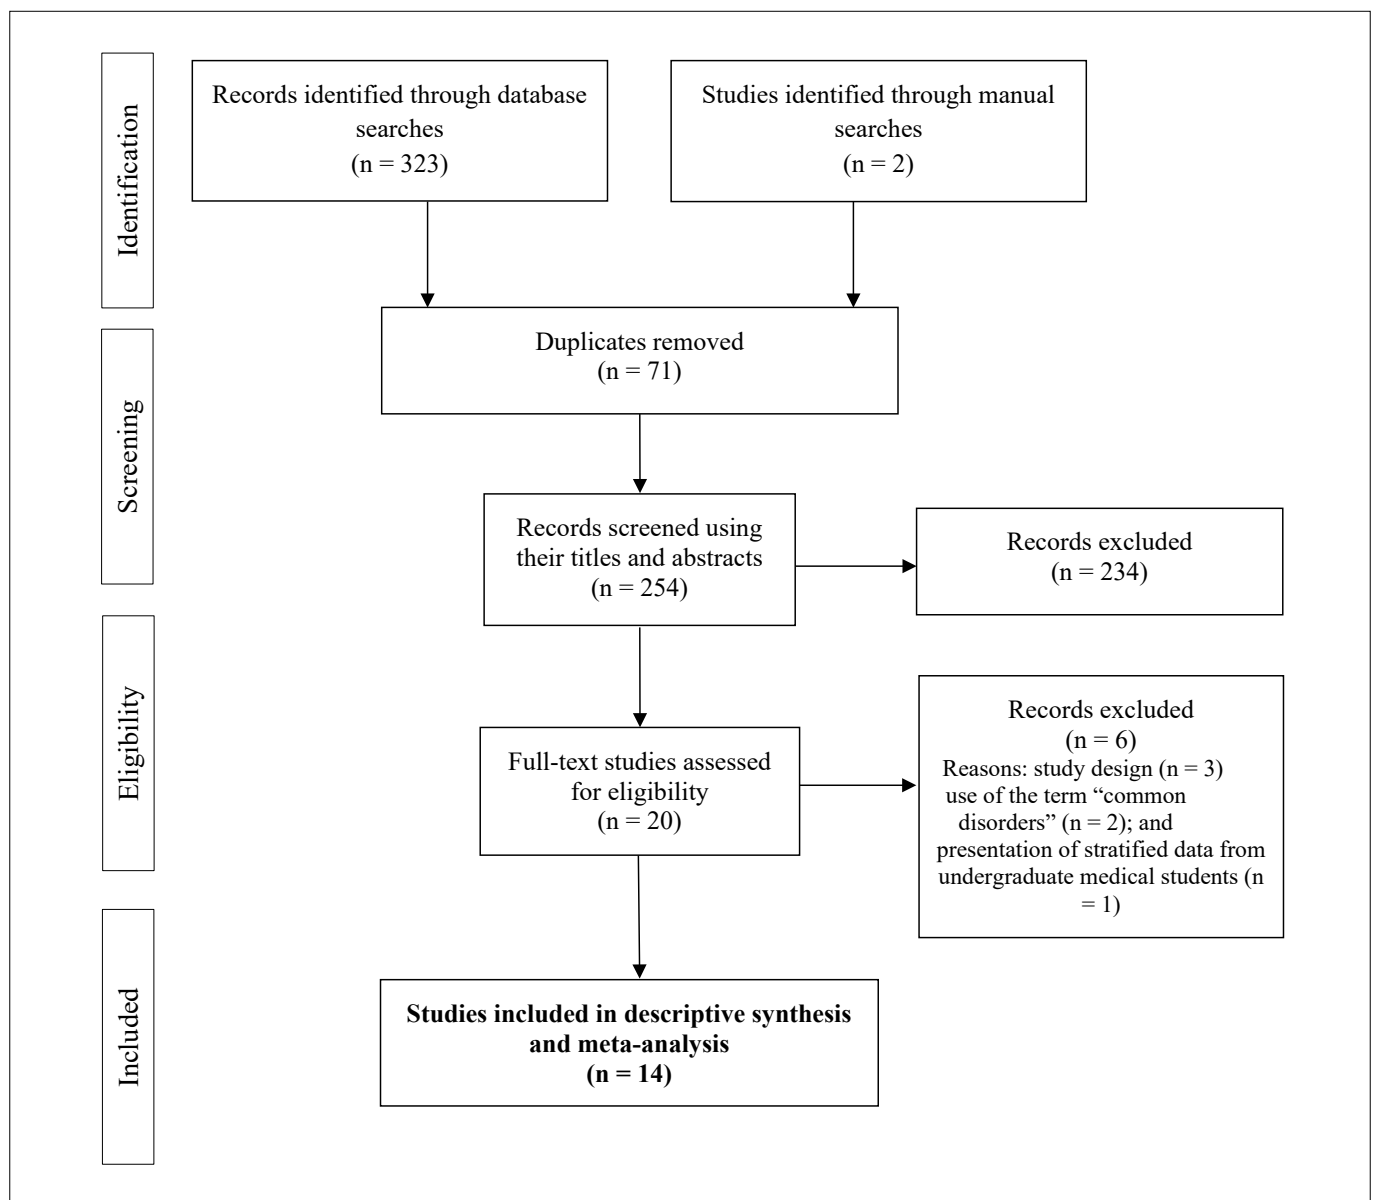 Identification
Records identified through database
searches
(n = 323)
Studies identified through manual
searches
(n = 2)
Duplicates removed
(n = 71)
Screening
Records screened using
their titles and abstracts
(n = 254)
Records excluded
(n = 234)
Eligibility
Full-text studies assessed
for eligibility
(n = 20)
Records excluded
(n = 6)
Reasons: study design (n = 3)
use of the term “common
disorders” (n = 2); and
presentation of stratified data from
undergraduate medical students (n
= 1)
Included
Studies included in descriptive synthesis
and meta-analysis
(n = 14)